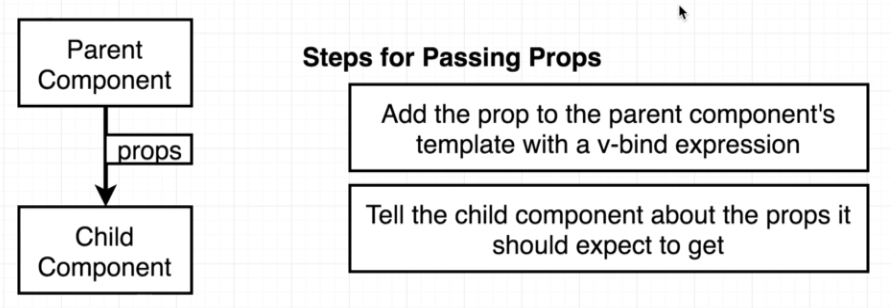 Parent
Component
props
Child
Component
Steps for Passing Props
Add the prop to the parent component's
template with a v-bind expression
Tell the child component about the props it
should expect to get